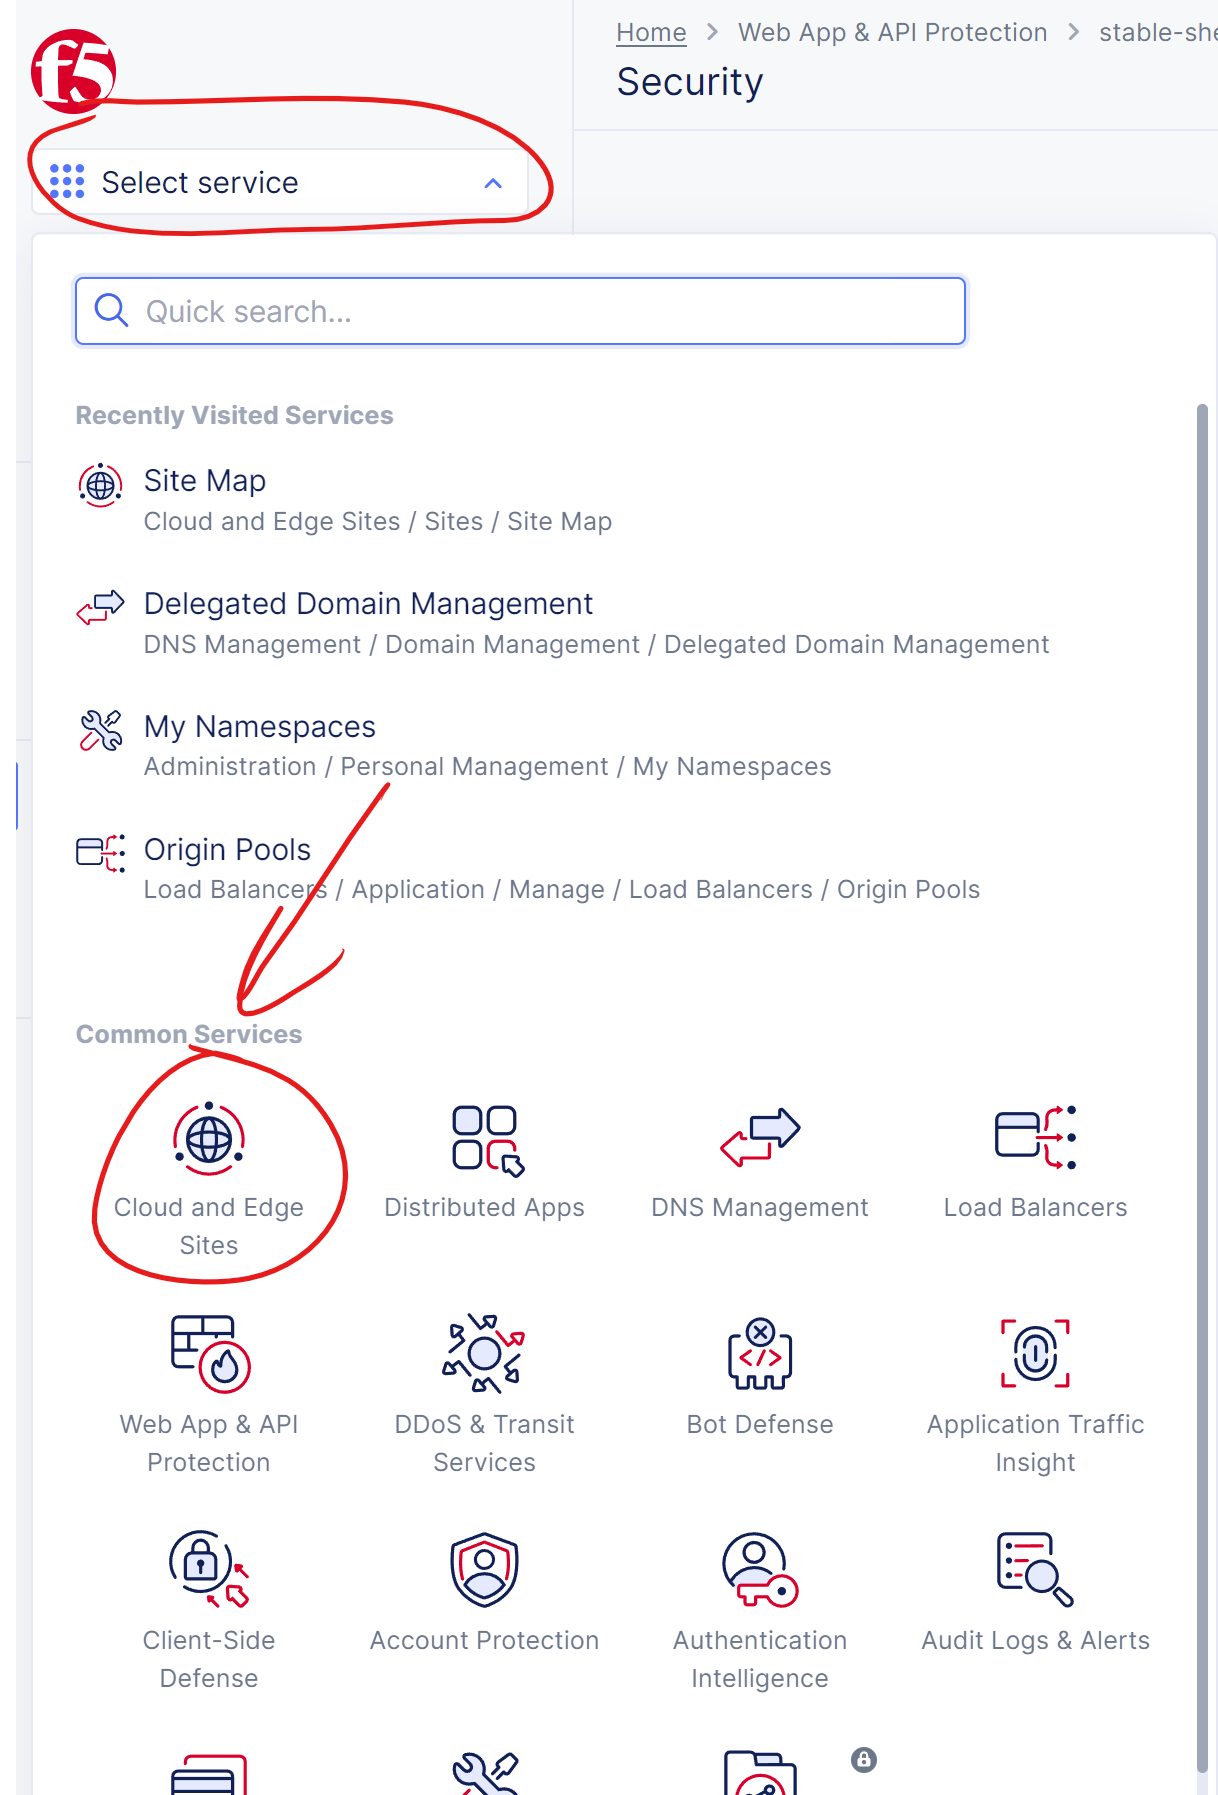 f5
Home > Web App & API Protection > stable-she
Security
Select service
Quick search...
Recently Visited Services
Site Map
Cloud and Edge Sites / Sites / Site Map
Delegated Domain Management
DNS Management / Domain Management / Delegated Domain Management
My Namespaces
Administration / Personal Management / My Namespaces
Origin Pools
Load Balancers / Application / Manage / Load Balancers / Origin Pools
Common Services
Cloud and Edge
Sites
Distributed Apps
DNS Management
Load Balancers
Web App & API
Protection
DDoS & Transit
Services
Bot Defense
Application Traffic
Insight
Client-Side
Defense
Account Protection
Authentication
Intelligence
Audit Logs & Alerts